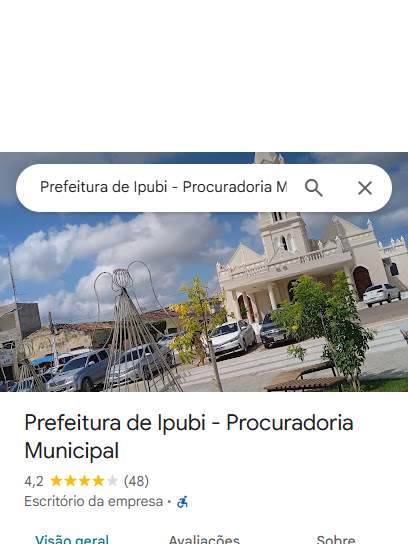 Prefeitura de Ipubi - Procuradoria M
Prefeitura de Ipubi - Procuradoria
Municipal
4,2 (48)
Escritório da empresa ·
Visão geral Avaliações Sobre